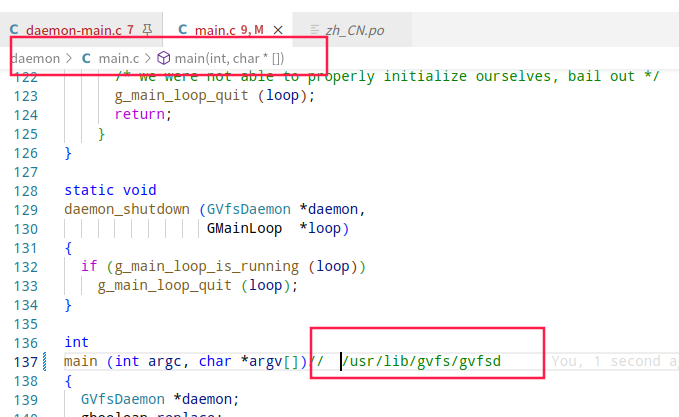 daemon-main.c 7
main.c 9, M
zh_CN.po
daemon > C main.c > main(int, char * [])
122 /* we were not able to properly initialize ourselves, bail out */
123 g_main_loop_quit (loop);
124 return;
125 }
126 }
127
128 static void
129 daemon_shutdown (GVfsDaemon *daemon,
130 GMainLoop *loop)
131 {
132 if (g_main_loop_is_running (loop))
133 g_main_loop_quit (loop);
134 }
135
136 int
137 main (int argc, char *argv[])// /usr/lib/gvfs/gvfsd You, 1 second a
138 {
139 GVfsDaemon *daemon;
gboolean replace;